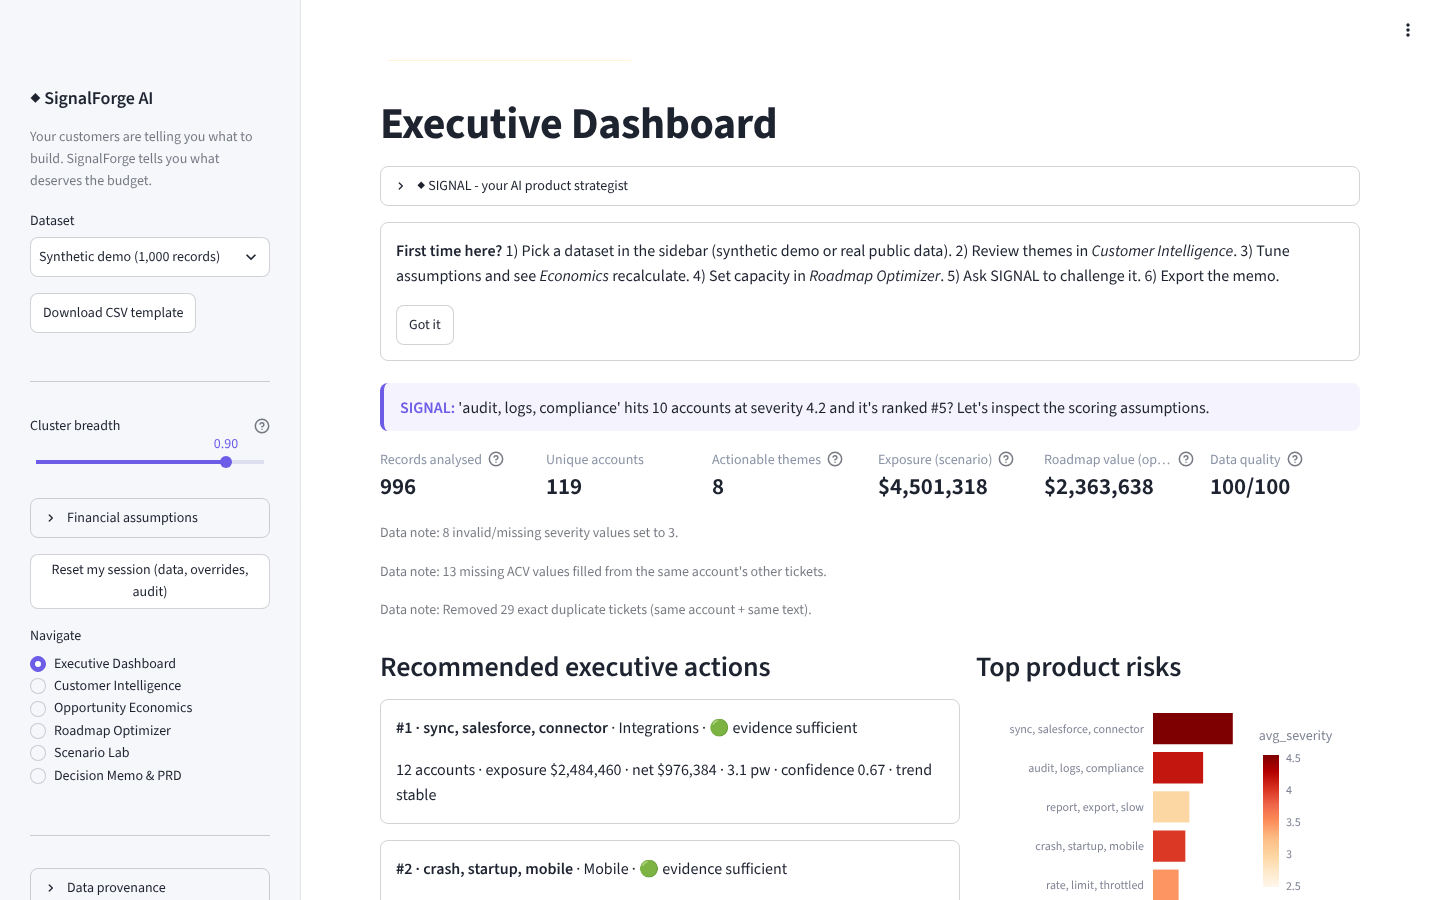 ◆ SignalForge AI
Your customers are telling you what to
build. SignalForge tells you what
deserves the budget.
Dataset
Synthetic demo (1,000 records)
Download CSV template
Cluster breadth
0.90
Financial assumptions
Reset my session (data, overrides,
audit)
Navigate
Executive Dashboard
Customer Intelligence
Opportunity Economics
Roadmap Optimizer
Scenario Lab
Decision Memo & PRD
Data provenance
Executive Dashboard
◆ SIGNAL - your AI product strategist
First time here? 1) Pick a dataset in the sidebar (synthetic demo or real public data). 2) Review themes in Customer Intelligence. 3) Tune
assumptions and see Economics recalculate. 4) Set capacity in Roadmap Optimizer. 5) Ask SIGNAL to challenge it. 6) Export the memo.
Got it
SIGNAL: 'audit, logs, compliance' hits 10 accounts at severity 4.2 and it's ranked #5? Let's inspect the scoring assumptions.
Records analysed
996
Unique accounts
119
Actionable themes
8
Exposure (scenario)
$4,501,318
Roadmap value (op…
$2,363,638
Data quality
100/100
Data note: 8 invalid/missing severity values set to 3.
Data note: 13 missing ACV values filled from the same account's other tickets.
Data note: Removed 29 exact duplicate tickets (same account + same text).
Recommended executive actions
#1 · sync, salesforce, connector · Integrations · 🟢 evidence sufficient
12 accounts · exposure $2,484,460 · net $976,384 · 3.1 pw · confidence 0.67 · trend
stable
#2 · crash, startup, mobile · Mobile · 🟢 evidence sufficient
Top product risks
sync, salesforce, connector
audit, logs, compliance
report, export, slow
crash, startup, mobile
rate, limit, throttled
avg_severity
4.5
4
3.5
3
2.5